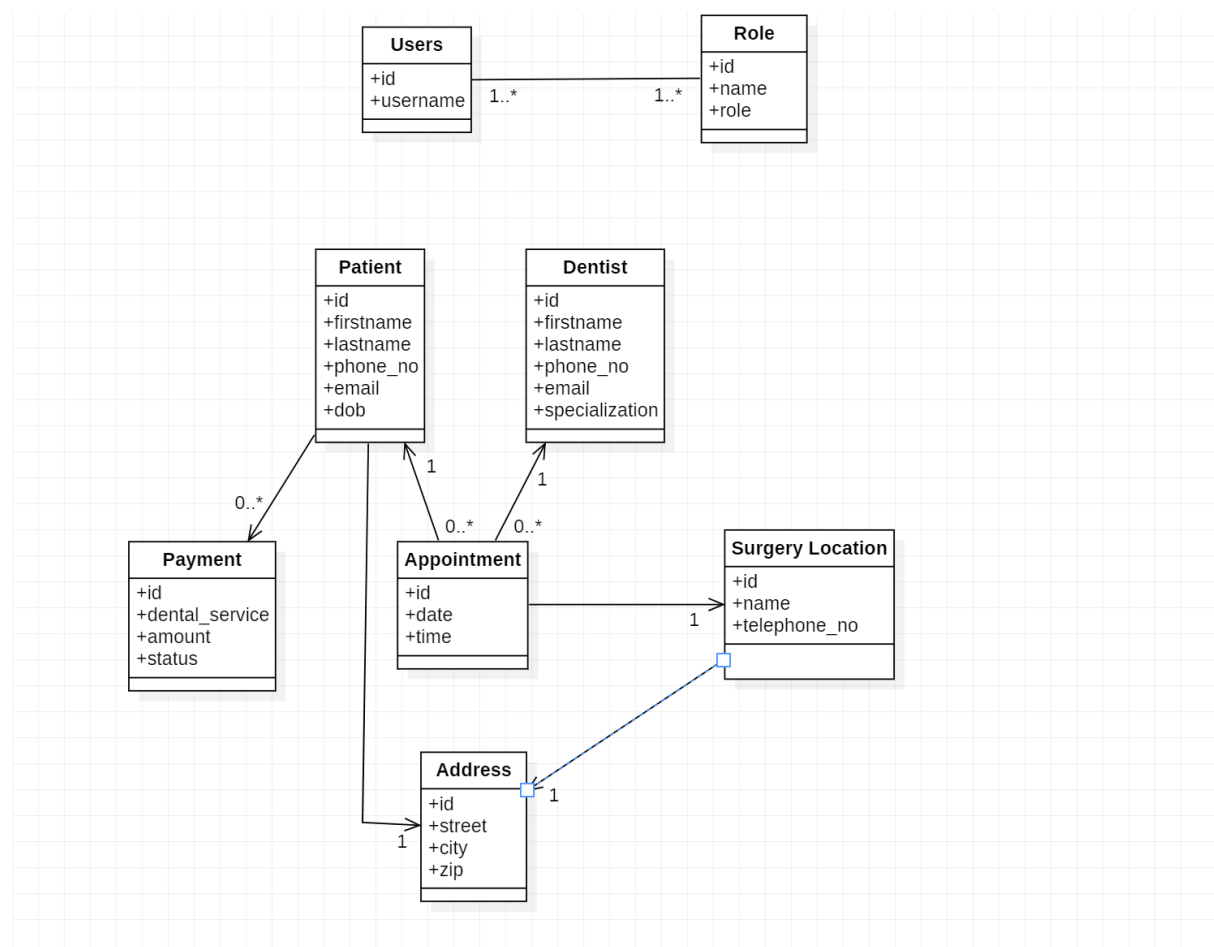 Users
+id
+username
1..*
1..*
Role
+id
+name
+role
Patient
+id
+firstname
+lastname
+phone_no
+email
+dob
Dentist
+id
+firstname
+lastname
+phone_no
+email
+specialization
1
1
0..*
0..*
0..*
Payment
+id
+dental_service
+amount
+status
Appointment
+id
+date
+time
1
Surgery Location
+id
+name
+telephone_no
Address
+id
+street
+city
+zip
1
1